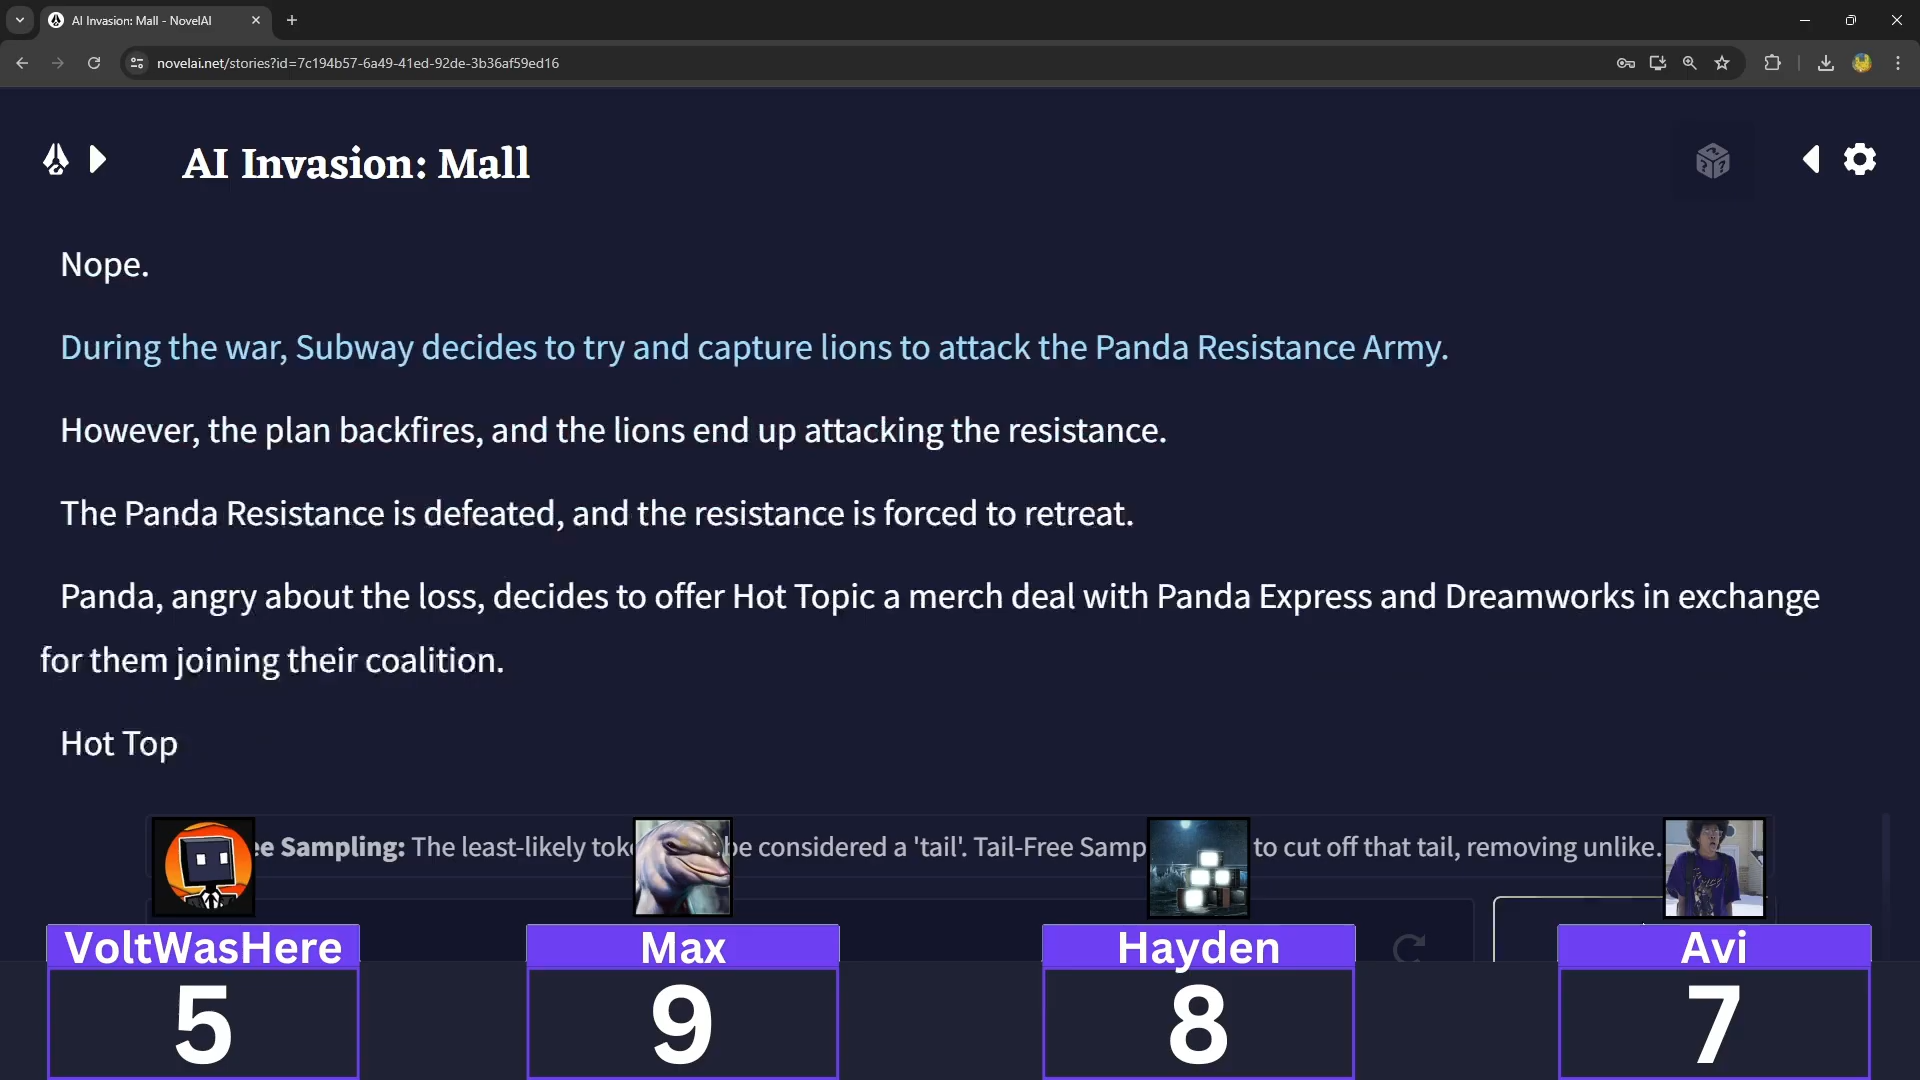 AI Invasion: Mall - NovelAI
novelai.net/stories?id=7c194b57-6a49-41ed-92de-3b36af59ed16
AI Invasion: Mall
Nope.
During the war, Subway decides to try and capture lions to attack the Panda Resistance Army.
However, the plan backfires, and the lions end up attacking the resistance.
The Panda Resistance is defeated, and the resistance is forced to retreat.
Panda, angry about the loss, decides to offer Hot Topic a merch deal with Panda Express and Dreamworks in exchange
for them joining their coalition.
Hot Top
ee Sampling: The least-likely toke be considered a 'tail'. Tail-Free Samp to cut off that tail, removing unlike.
VoltWasHere Max Hayden Avi
5 9 8 7